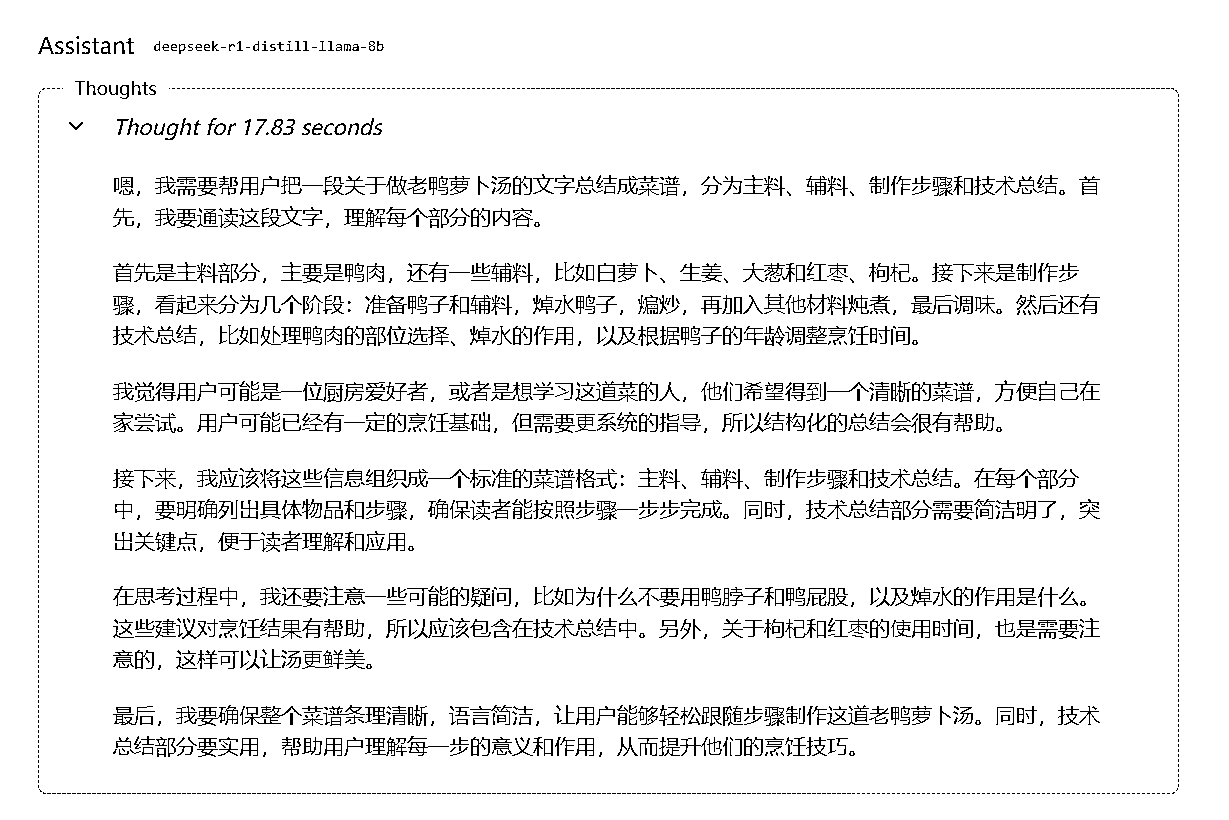 Assistant deepseek-r1-distill-llama-8b
Thoughts
Thought for 17.83 seconds
嗯，我需要帮用户把一段关于做老鸭萝卜汤的文字总结成菜谱，分为主料、辅料、制作步骤和技术总结。首
先，我要通读这段文字，理解每个部分的内容。
首先是主料部分，主要是鸭肉，还有一些辅料，比如白萝卜、生姜、大葱和红枣、枸杞。接下来是制作步
骤，看起来分为几个阶段：准备鸭子和辅料，焯水鸭子，煸炒，再加入其他材料炖煮，最后调味。然后还有
技术总结，比如处理鸭肉的部位选择、焯水的作用，以及根据鸭子的年龄调整烹饪时间。
我觉得用户可能是一位厨房爱好者，或者是想学习这道菜的人，他们希望得到一个清晰的菜谱，方便自己在
家尝试。用户可能已经有一定的烹饪基础，但需要更系统的指导，所以结构化的总结会很有帮助。
接下来，我应该将这些信息组织成一个标准的菜谱格式：主料、辅料、制作步骤和技术总结。在每个部分
中，要明确列出具体物品和步骤，确保读者能按照步骤一步步完成。同时，技术总结部分需要简洁明了，突
出关键点，便于读者理解和应用。
在思考过程中，我还要注意一些可能的疑问，比如为什么不要用鸭脖子和鸭屁股，以及焯水的作用是什么。
这些建议对烹饪结果有帮助，所以应该包含在技术总结中。另外，关于枸杞和红枣的使用时间，也是需要注
意的，这样可以让汤更鲜美。
最后，我要确保整个菜谱条理清晰，语言简洁，让用户能够轻松跟随步骤制作这道老鸭萝卜汤。同时，技术
总结部分要实用，帮助用户理解每一步的意义和作用，从而提升他们的烹饪技巧。